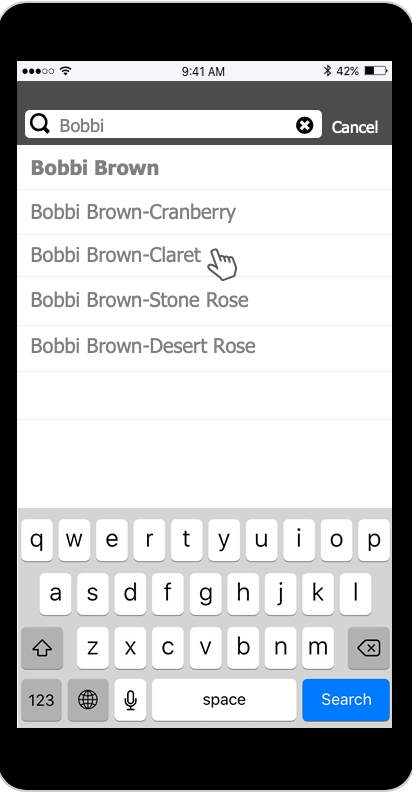 9:41 AM 42%
Bobbi Cancel
Bobbi Brown
Bobbi Brown-Cranberry
Bobbi Brown-Claret
Bobbi Brown-Stone Rose
Bobbi Brown-Desert Rose
q w e r t y u i o p
a s d f g h j k l
z x c v b n m
123 space Search